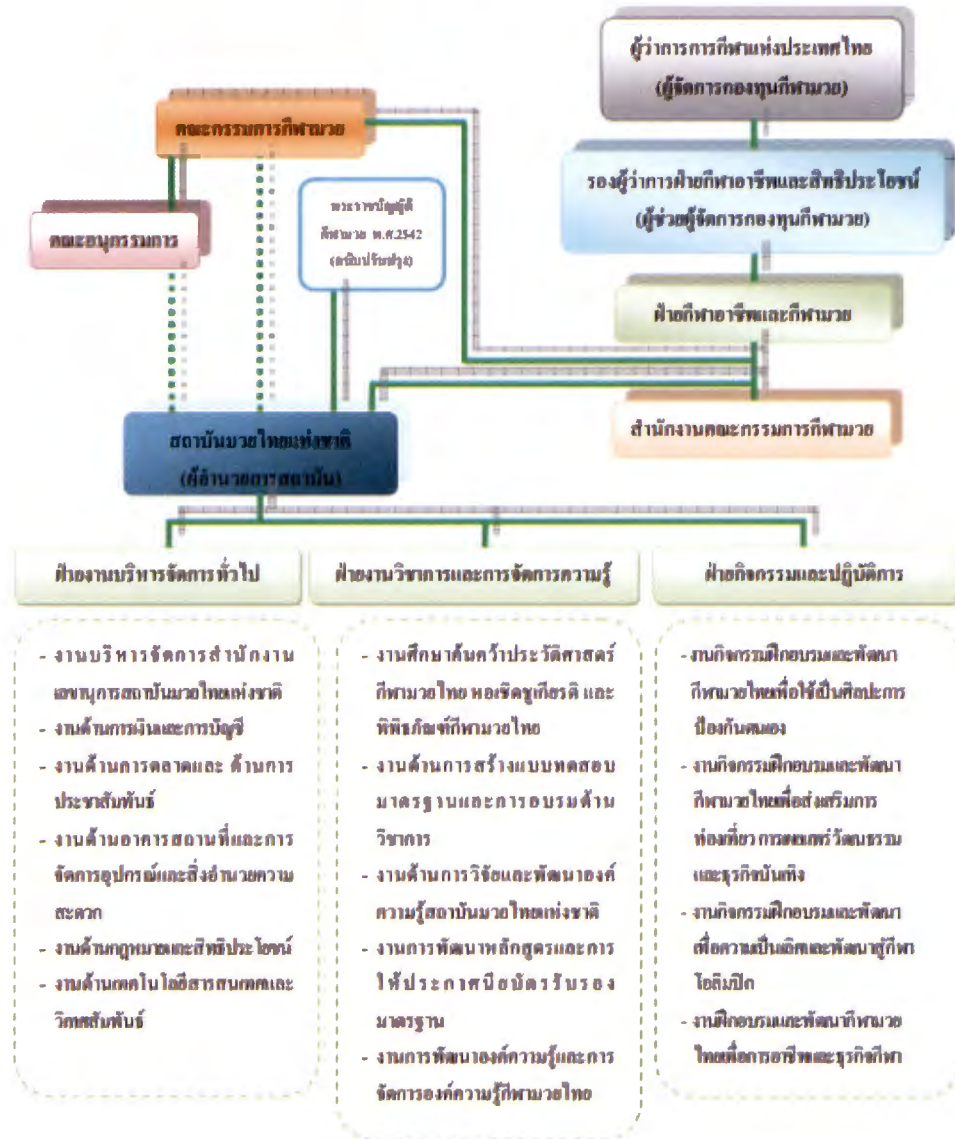 ผู้ว่าการการกีฬาแห่งประเทศไทย
(ผู้จัดการกองทุนกีฬามวย)
คณะกรรมการกีฬามวย
รองผู้ว่าการฝ่ายกีฬาอาชีพและสิทธิประโยชน์
(ผู้ช่วยผู้จัดการกองทุนกีฬามวย)
พระราชบัญญัติ
กีฬามวย พ.ศ.2542
(ฉบับปรับปรุง)
คณะอนุกรรมการ
ฝ่ายกีฬาอาชีพและกีฬามวย
สำนักงานคณะกรรมการกีฬามวย
สถาบันมวยไทยแห่งชาติ
(ผู้อำนวยการสถาบัน)
ฝ่ายงานบริหารจัดการทั่วไป
- งานบริหารจัดการสำนักงาน
เลขานุการสถาบันมวยไทยแห่งชาติ
- งานด้านการเงินและการบัญชี
- งานด้านการตลาดและ ด้านการ
ประชาสัมพันธ์
- งานด้านอาคารสถานที่และการ
จัดการอุปกรณ์และสิ่งอำนวยความ
สะดวก
- งานด้านกฎหมายและสิทธิประโยชน์
- งานด้านเทคโนโลยีสารสนเทศและ
วิเทศสัมพันธ์
ฝ่ายงานวิชาการและการจัดการความรู้
- งานศึกษาค้นคว้าประวัติศาสตร์
กีฬามวยไทย หอเชิดชูเกียรติ และ
พิพิธภัณฑ์กีฬามวยไทย
- งานด้านการสร้างแบบทดสอบ
มาตรฐานและการอบรมด้าน
วิชาการ
- งานด้านการวิจัยและพัฒนาองค์
ความรู้สถาบันมวยไทยแห่งชาติ
- งานการพัฒนาหลักสูตรและการ
ให้ประกาศนียบัตรรับรอง
มาตรฐาน
- งานการพัฒนาองค์ความรู้และการ
จัดการองค์ความรู้กีฬามวยไทย
ฝ่ายกิจกรรมและปฏิบัติการ
- งานกิจกรรมฝึกอบรมและพัฒนา
กีฬามวยไทยเพื่อใช้เป็นศิลปะการ
ป้องกันตนเอง
- งานกิจกรรมฝึกอบรมและพัฒนา
กีฬามวยไทยเพื่อส่งเสริมการ
ท่องเที่ยว การเผยแพร่วัฒนธรรม
และธุรกิจบันเทิง
- งานกิจกรรมฝึกอบรมและพัฒนา
เพื่อความเป็นเลิศและพัฒนาสู่กีฬา
โอลิมปิก
- งานฝึกอบรมและพัฒนากีฬามวย
ไทยเพื่อการอาชีพและธุรกิจกีฬา